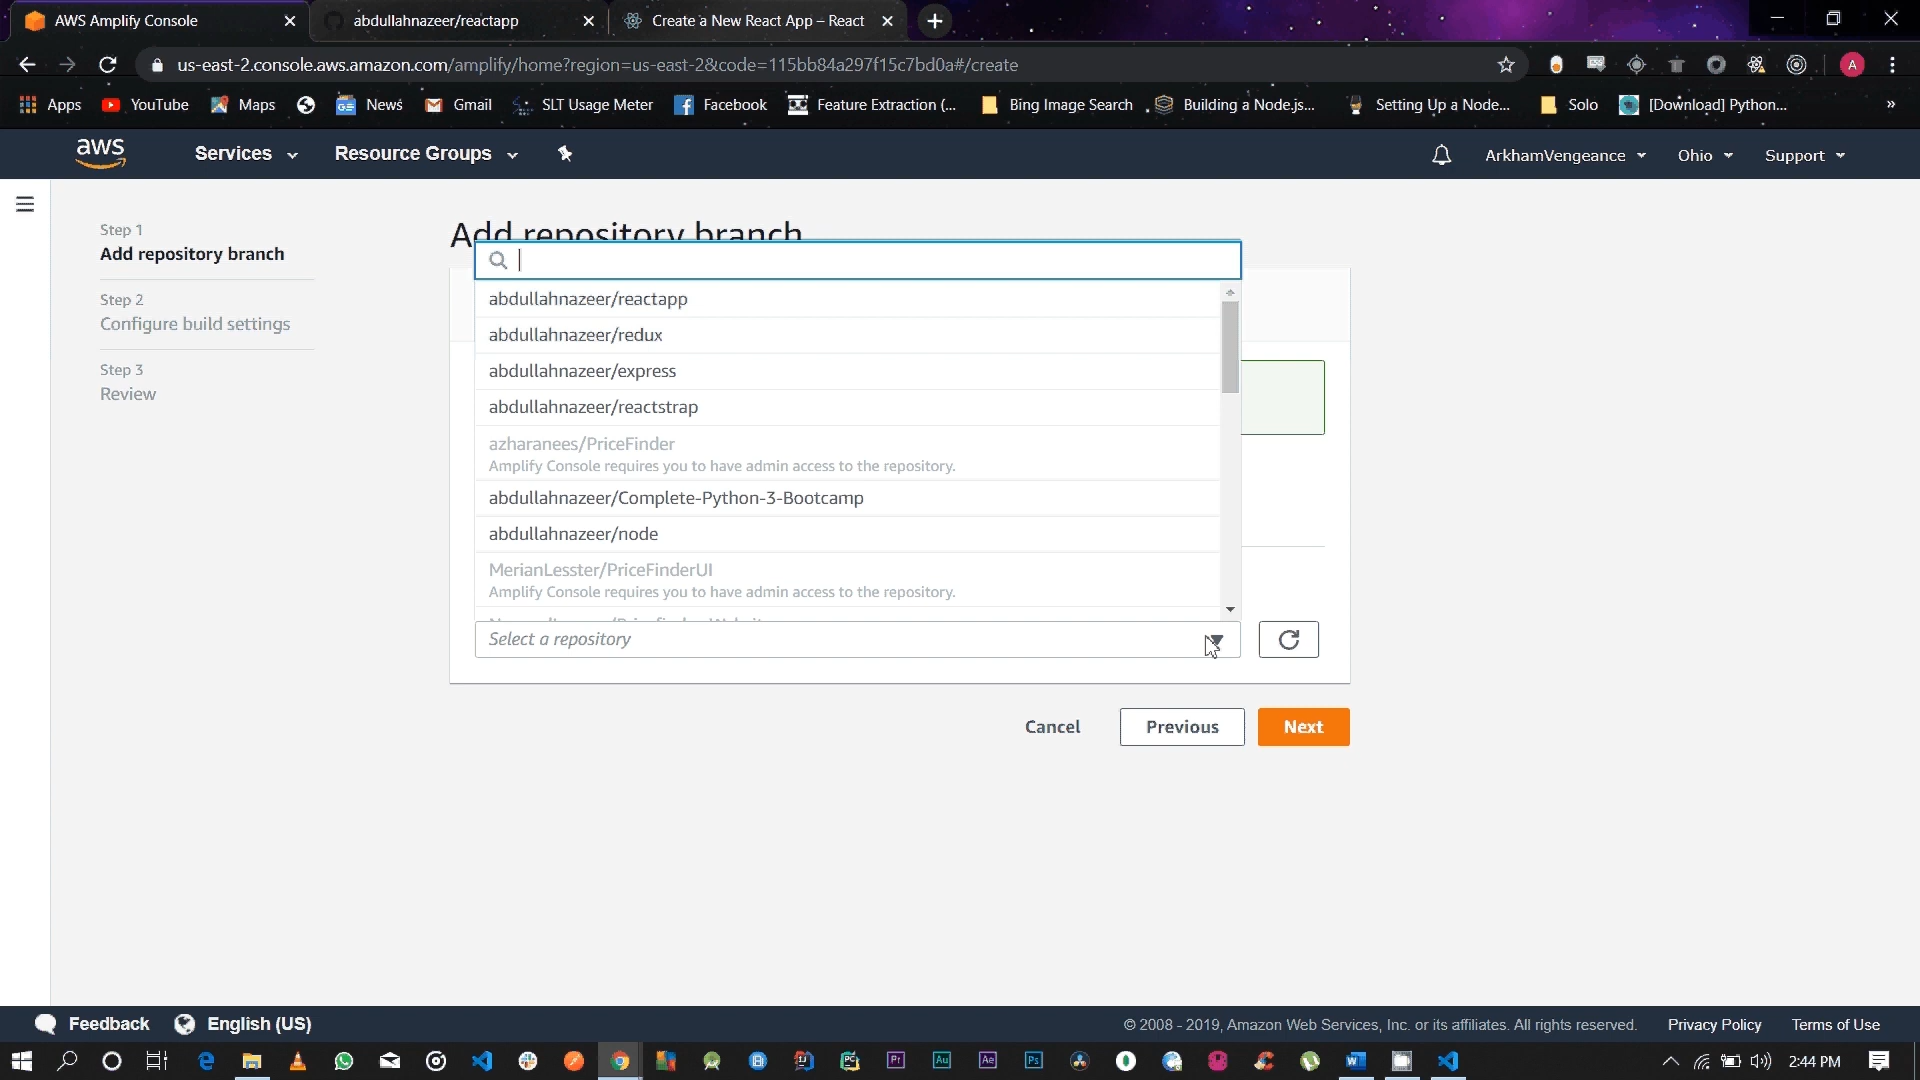 AWS Amplify Console
abdullahnazeer/reactapp
Create a New React App – React
us-east-2.console.aws.amazon.com/amplify/home?region=us-east-2&code=115bb84a297f15c7bd0a#/create
A
Apps
YouTube
Maps
News
Gmail
SLT Usage Meter
Facebook
Feature Extraction (...
Bing Image Search
Building a Node.js...
Setting Up a Node...
Solo
[Download] Python...
»
aws
Services
Resource Groups
ArkhamVengeance
Ohio
Support
Step 1
Add repository branch
Step 2
Configure build settings
Step 3
Review
Add repository branch
abdullahnazeer/reactapp
abdullahnazeer/redux
abdullahnazeer/express
abdullahnazeer/reactstrap
azharanees/PriceFinder
Amplify Console requires you to have admin access to the repository.
abdullahnazeer/Complete-Python-3-Bootcamp
abdullahnazeer/node
MerianLesster/PriceFinderUI
Amplify Console requires you to have admin access to the repository.
Select a repository
Cancel
Previous
Next
Feedback
English (US)
© 2008 - 2019, Amazon Web Services, Inc. or its affiliates. All rights reserved.
Privacy Policy
Terms of Use
Pr
Au
Ae
Ps
2:44 PM